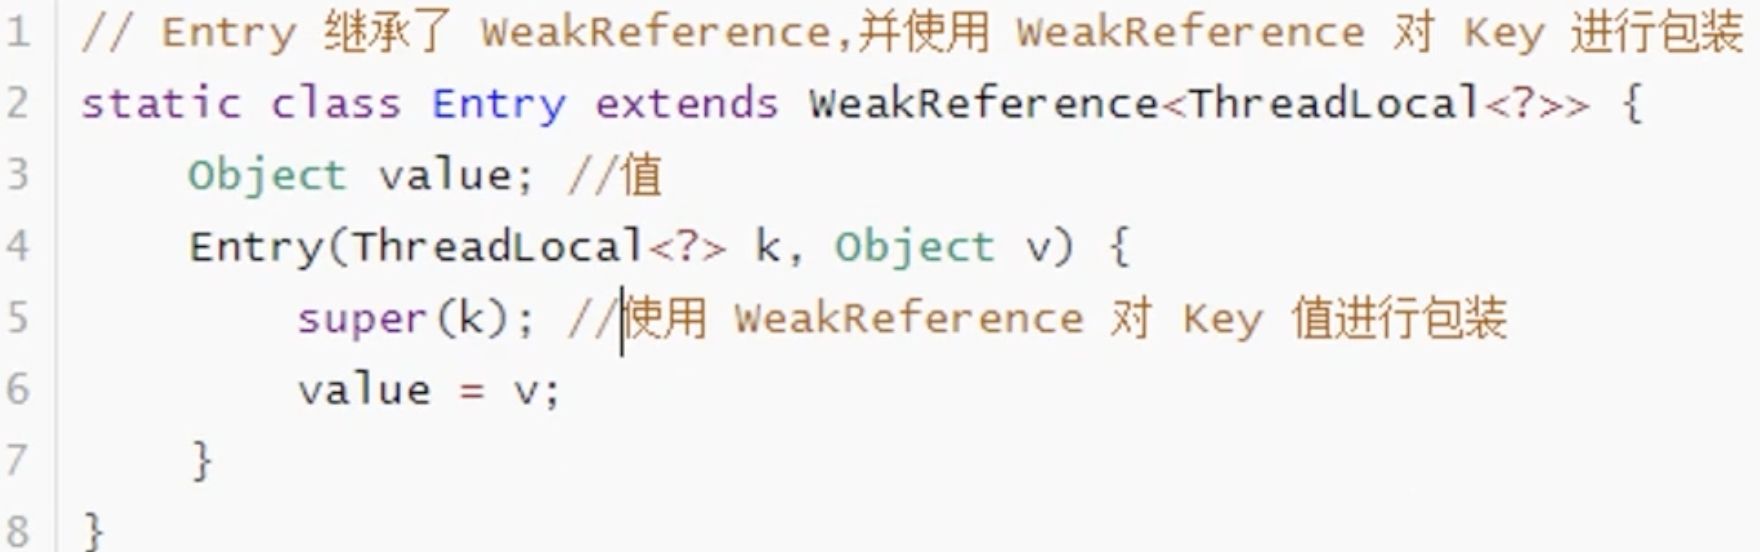 1 // Entry 继承了 WeakReference,并使用 WeakReference 对 Key 进行包装
2 static class Entry extends WeakReference<ThreadLocal<?>> {
3 Object value; //值
4 Entry(ThreadLocal<?> k, Object v) {
5 super(k); //使用 WeakReference 对 Key 值进行包装
6 value = v;
7 }
8 }